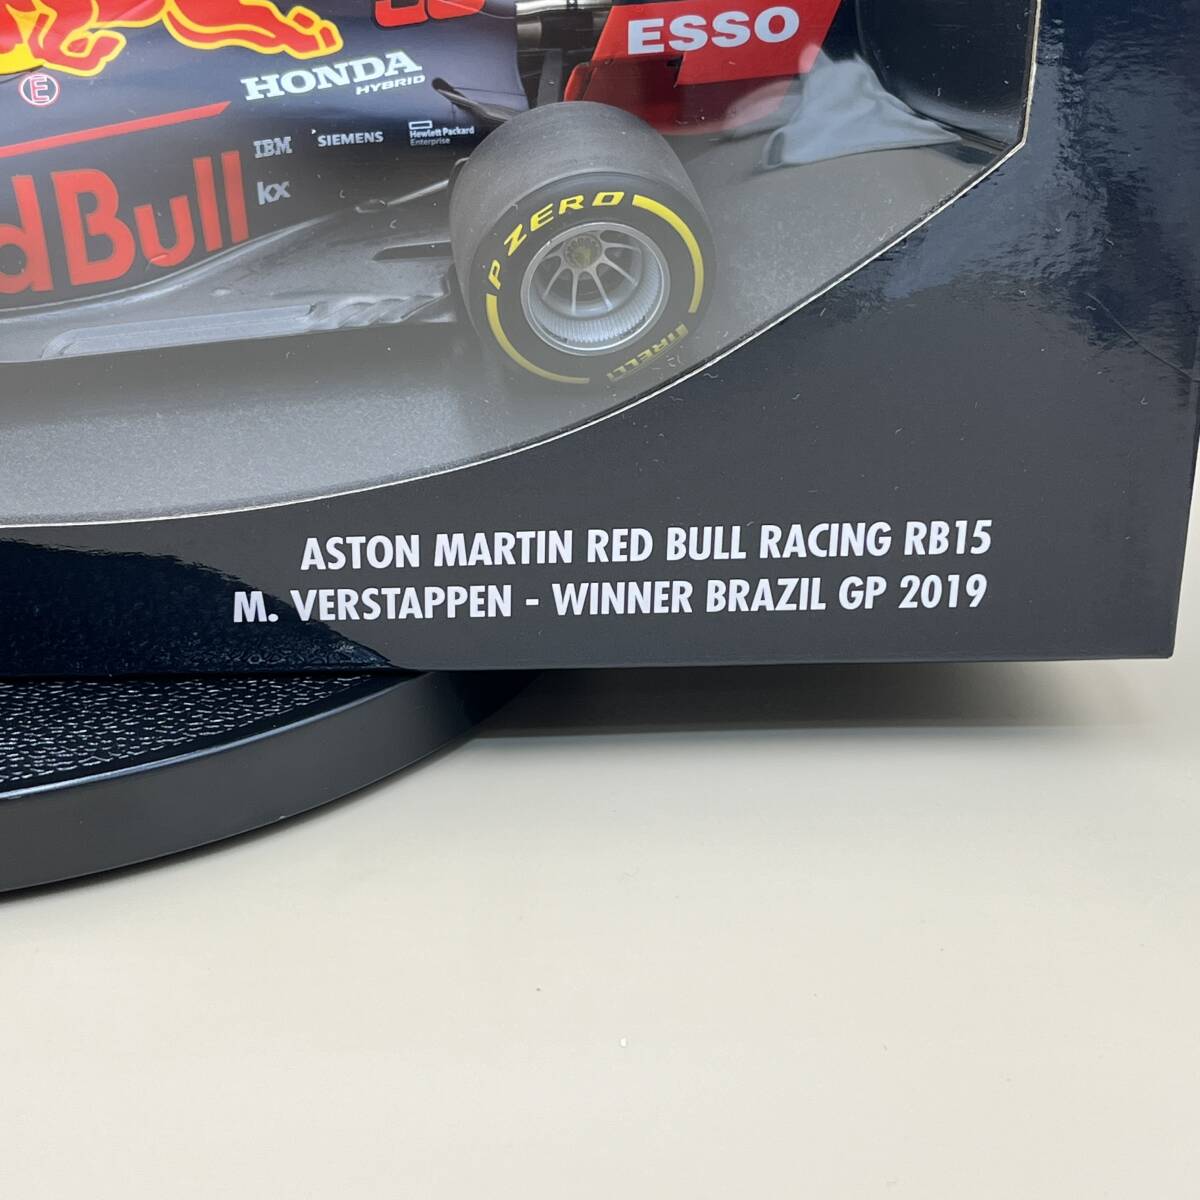 ESSO
HONDA
HYBRID
E
IBM
SIEMENS
Hewlett Packard
Enterprise
dBull
kx
P ZERO
PIRELLI
ASTON MARTIN RED BULL RACING RB15
M. VERSTAPPEN - WINNER BRAZIL GP 2019